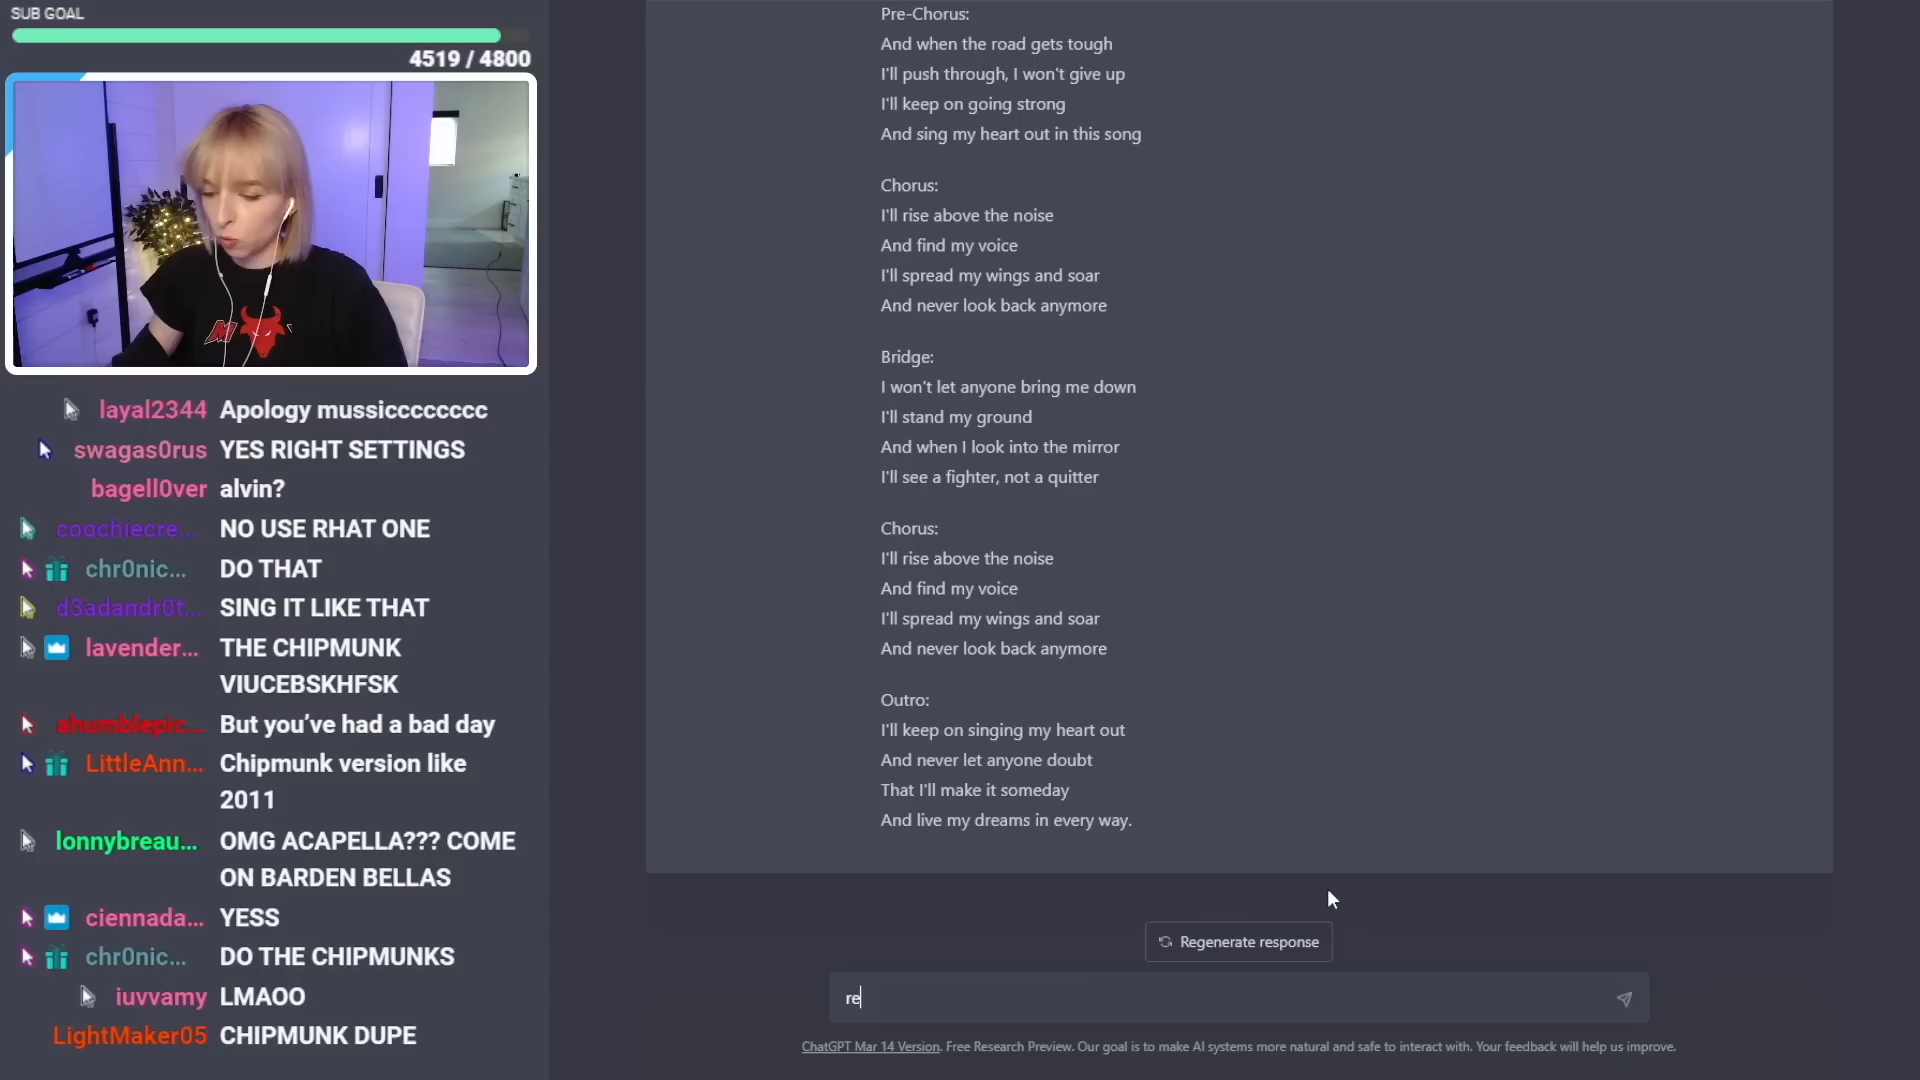 SUB GOAL
4519 / 4800
layal2344 Apology mussicccccccc
swagas0rus YES RIGHT SETTINGS
bagell0ver alvin?
coochiecre... NO USE RHAT ONE
chr0nic... DO THAT
d3adandr0t... SING IT LIKE THAT
lavender... THE CHIPMUNK
VIUCEBSKHFSK
ahumblepic... But you’ve had a bad day
LittleAnn... Chipmunk version like
2011
lonnybreau... OMG ACAPELLA??? COME
ON BARDEN BELLAS
ciennada... YESS
chr0nic... DO THE CHIPMUNKS
iuvvamy LMAOO
LightMaker05 CHIPMUNK DUPE
Pre-Chorus:
And when the road gets tough
I'll push through, I won't give up
I'll keep on going strong
And sing my heart out in this song
Chorus:
I'll rise above the noise
And find my voice
I'll spread my wings and soar
And never look back anymore
Bridge:
I won't let anyone bring me down
I'll stand my ground
And when I look into the mirror
I'll see a fighter, not a quitter
Chorus:
I'll rise above the noise
And find my voice
I'll spread my wings and soar
And never look back anymore
Outro:
I'll keep on singing my heart out
And never let anyone doubt
That I'll make it someday
And live my dreams in every way.
Regenerate response
re
ChatGPT Mar 14 Version. Free Research Preview. Our goal is to make AI systems more natural and safe to interact with. Your feedback will help us improve.